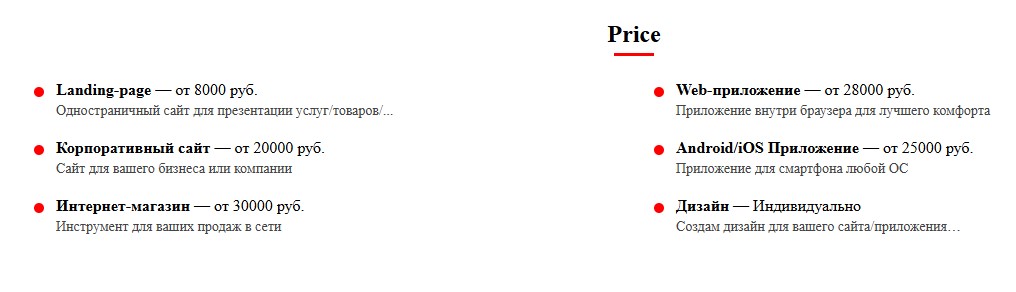 Price
Landing-page — от 8000 руб.
Одностраничный сайт для презентации услуг/товаров/...
Корпоративный сайт — от 20000 руб.
Сайт для вашего бизнеса или компании
Интернет-магазин — от 30000 руб.
Инструмент для ваших продаж в сети
Web-приложение — от 28000 руб.
Приложение внутри браузера для лучшего комфорта
Android/iOS Приложение — от 25000 руб.
Приложение для смартфона любой ОС
Дизайн — Индивидуально
Создам дизайн для вашего сайта/приложения…